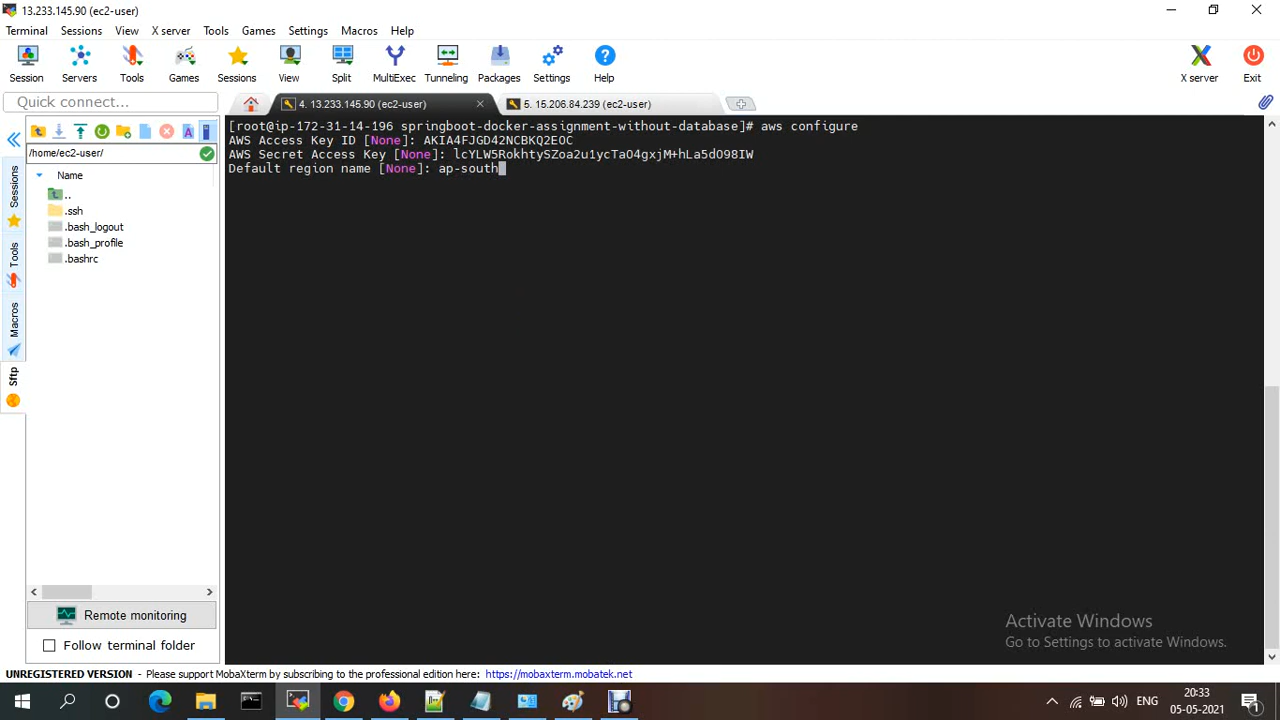 13.233.145.90 (ec2-user)
Terminal Sessions View X server Tools Games Settings Macros Help
Session Servers Tools Games Sessions View Split MultiExec Tunneling Packages Settings Help X server Exit
Quick connect...
4. 13.233.145.90 (ec2-user)
5. 15.206.84.239 (ec2-user)
/home/ec2-user/
Name
..
.ssh
.bash_logout
.bash_profile
.bashrc
Sessions
Tools
Macros
Sftp
[root@ip-172-31-14-196 springboot-docker-assignment-without-database]# aws configure
AWS Access Key ID [None]: AKIA4FJGD42NCBKQ2EOC
AWS Secret Access Key [None]:
Default region name [None]: ap-south
Remote monitoring
Follow terminal folder
Activate Windows
Go to Settings to activate Windows.
UNREGISTERED VERSION - Please support MobaXterm by subscribing to the professional edition here: https://mobaxterm.mobatek.net
ENG
20:33
05-05-2021
1